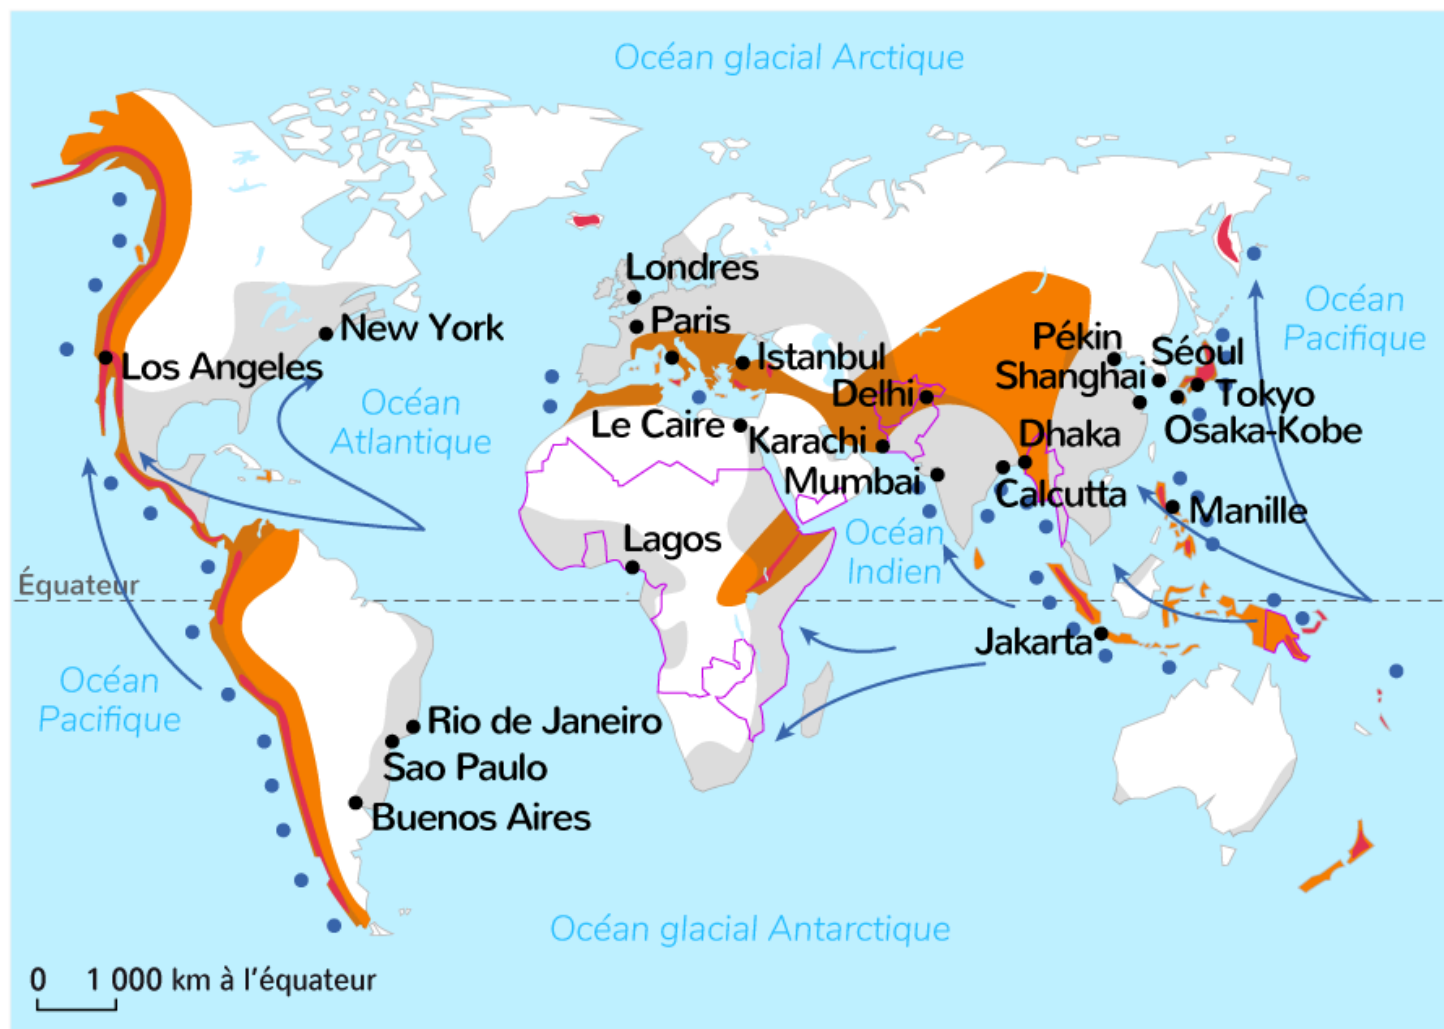 Océan glacial Arctique
Londres
Paris
New York
Los Angeles
Océan
Atlantique
Istanbul
Delhi
Pékin
Séoul
Shanghai
Tokyo
Osaka-Kobe
Océan
Pacifique
Le Caire
Karachi
Dhaka
Mumbai
Calcutta
Manille
Lagos
Océan
Indien
Équateur
Jakarta
Océan
Pacifique
Rio de Janeiro
Sao Paulo
Buenos Aires
Océan glacial Antarctique
0 1 000 km à l'équateur